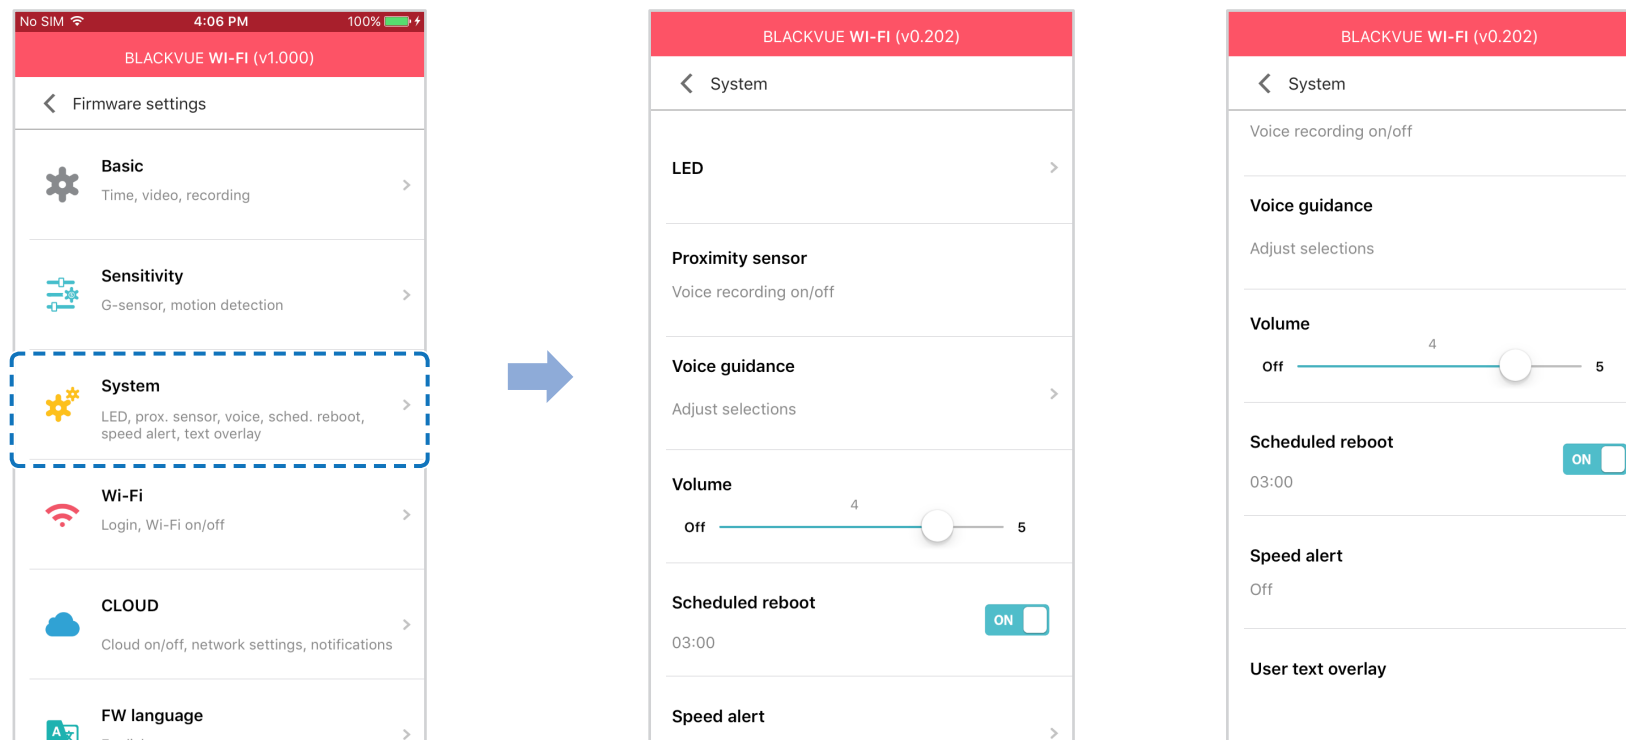 No SIM 4:06 PM 100%
BLACKVUE WI-FI (v1.000)
Firmware settings
Basic
Time, video, recording
Sensitivity
G-sensor, motion detection
System
LED, prox. sensor, voice, sched. reboot,
speed alert, text overlay
Wi-Fi
Login, Wi-Fi on/off
CLOUD
Cloud on/off, network settings, notifications
FW language
A
BLACKVUE WI-FI (v0.202)
System
LED
Proximity sensor
Voice recording on/off
Voice guidance
Adjust selections
Volume
4
Off 5
Scheduled reboot
ON
03:00
Speed alert
BLACKVUE WI-FI (v0.202)
System
Voice recording on/off
Voice guidance
Adjust selections
Volume
4
Off 5
Scheduled reboot
ON
03:00
Speed alert
Off
User text overlay